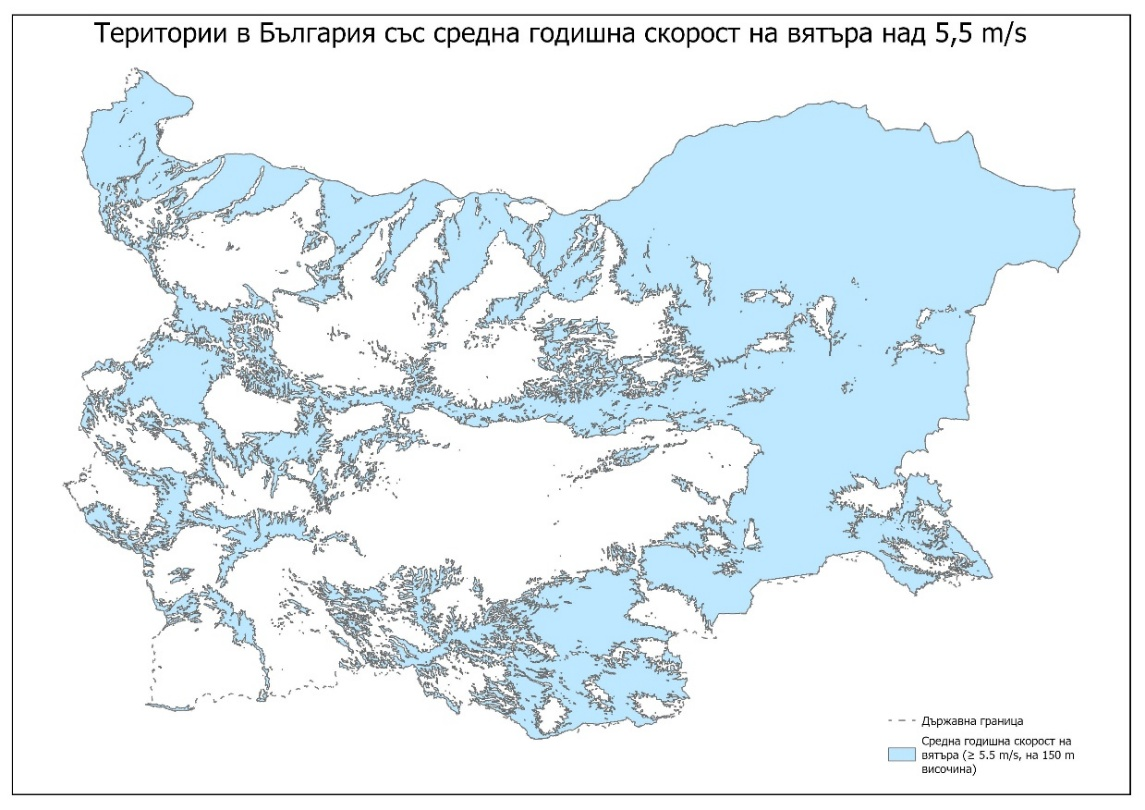 Територии в България със средна годишна скорост на вятъра над 5,5 m/s
Държавна граница
Средна годишна скорост на
вятъра (≥ 5.5 m/s, на 150 m
височина)